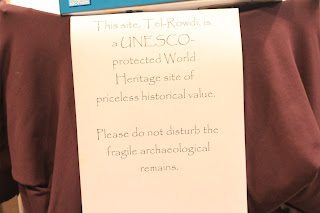 This site, Tel-Rowdi, is
a UNESCO-
protected World
Heritage site of
priceless historical value.
Please do not disturb the
fragile archaeological
remains.